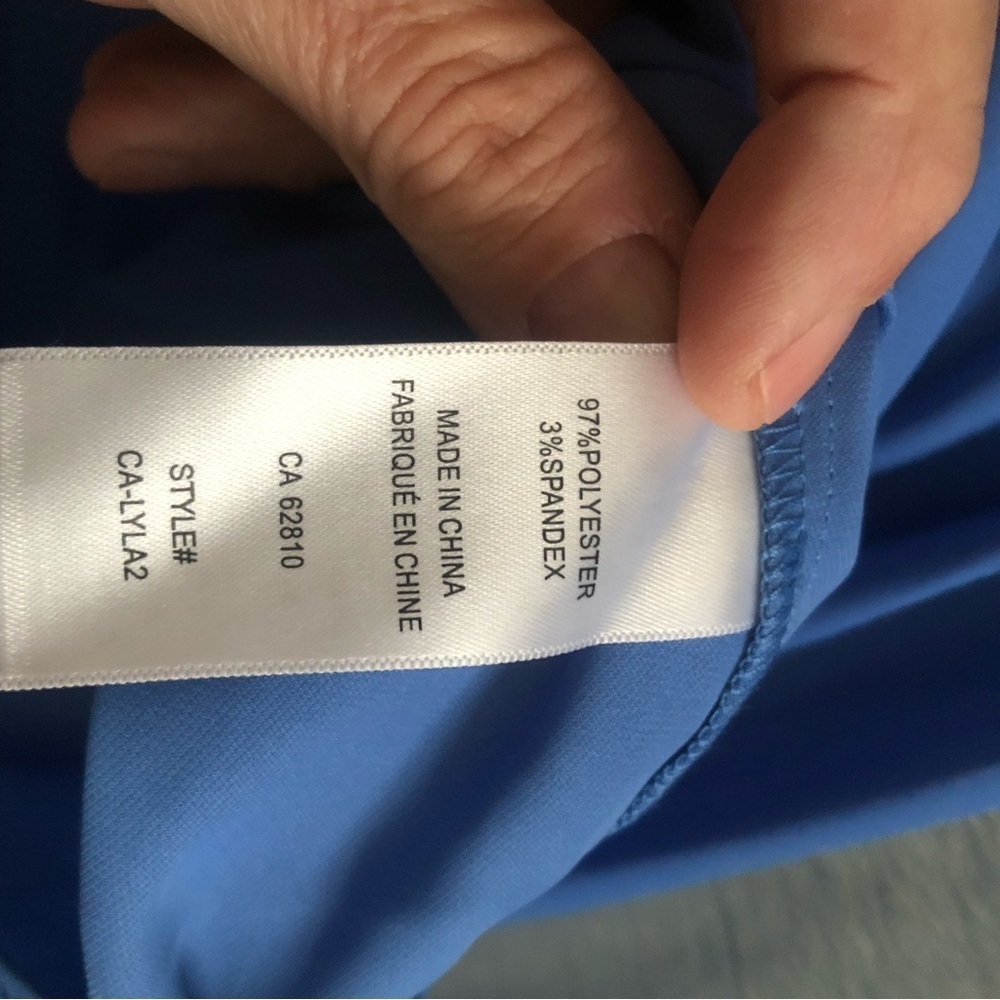 97%POLYESTER
3%SPANDEX
MADE IN CHINA
FABRIQUÉ EN CHINE
CA 62810
STYLE#
CA-LYLA2